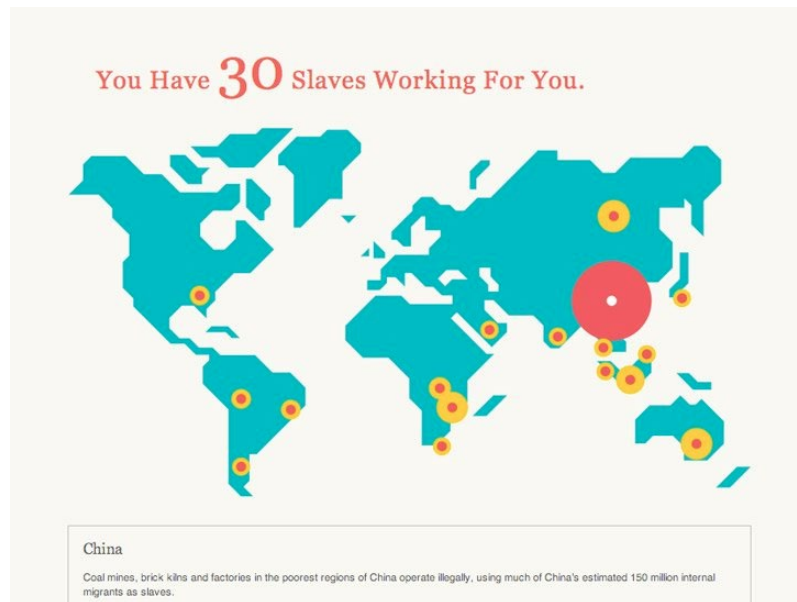 You Have 30 Slaves Working For You.
China
Coal mines, brick kilns and factories in the poorest regions of China operate illegally, using much of China's estimated 150 million internal
migrants as slaves.